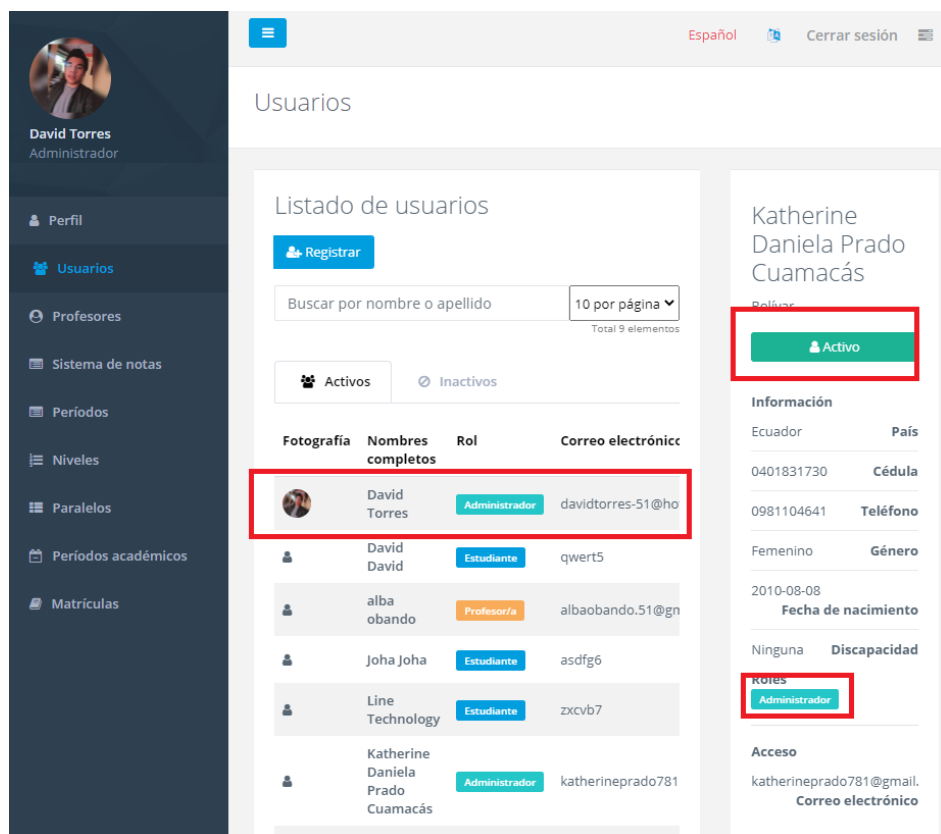 Español
Cerrar sesión
Usuarios
David Torres
Administrador
Perfil
Usuarios
Profesores
Sistema de notas
Períodos
Niveles
Paralelos
Períodos académicos
Matrículas
Listado de usuarios
Registrar
Buscar por nombre o apellido
10 por página
Total 9 elementos
Activos
Inactivos
Fotografía Nombres completos Rol Correo electrónicc
David Torres Administrador davidtorres-51@ho
David David Estudiante qwert5
alba obando Profesor/a albaobando.51@gn
Joha Joha Estudiante asdfg6
Line Technology Estudiante zxcvb7
Katherine Daniela Prado Cuamacás Administrador katherineprado781
Katherine
Daniela Prado
Cuamacás
Bolívar
Activo
Información
Ecuador País
0401831730 Cédula
0981104641 Teléfono
Femenino Género
2010-08-08
Fecha de nacimiento
Ninguna Discapacidad
Roles
Administrador
Acceso
katherineprado781@gmail.
Correo electrónico